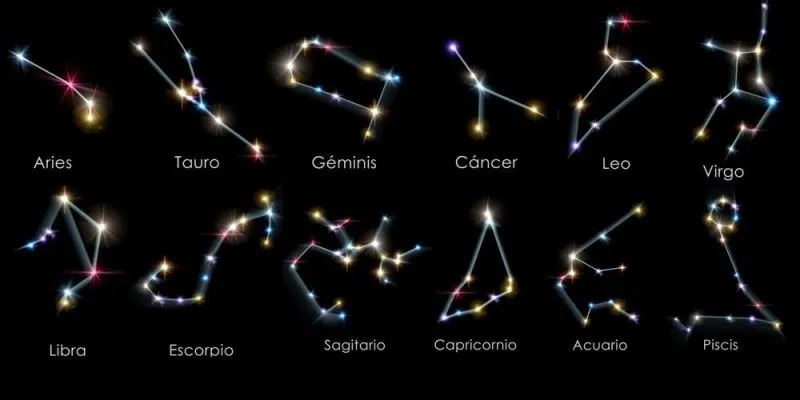 Aries
Tauro
Géminis
Cáncer
Leo
Virgo
Libra
Escorpio
Sagitario
Capricornio
Acuario
Piscis